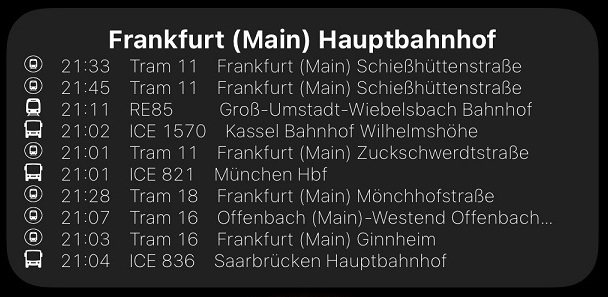 Frankfurt (Main) Hauptbahnhof
21:33 Tram 11 Frankfurt (Main) Schießhüttenstraße
21:45 Tram 11 Frankfurt (Main) Schießhüttenstraße
21:11 RE85 Groß-Umstadt-Wiebelsbach Bahnhof
21:02 ICE 1570 Kassel Bahnhof Wilhelmshöhe
21:01 Tram 11 Frankfurt (Main) Zuckschwerdtstraße
21:01 ICE 821 München Hbf
21:28 Tram 18 Frankfurt (Main) Mönchhofstraße
21:07 Tram 16 Offenbach (Main)-Westend Offenbach...
21:03 Tram 16 Frankfurt (Main) Ginnheim
21:04 ICE 836 Saarbrücken Hauptbahnhof